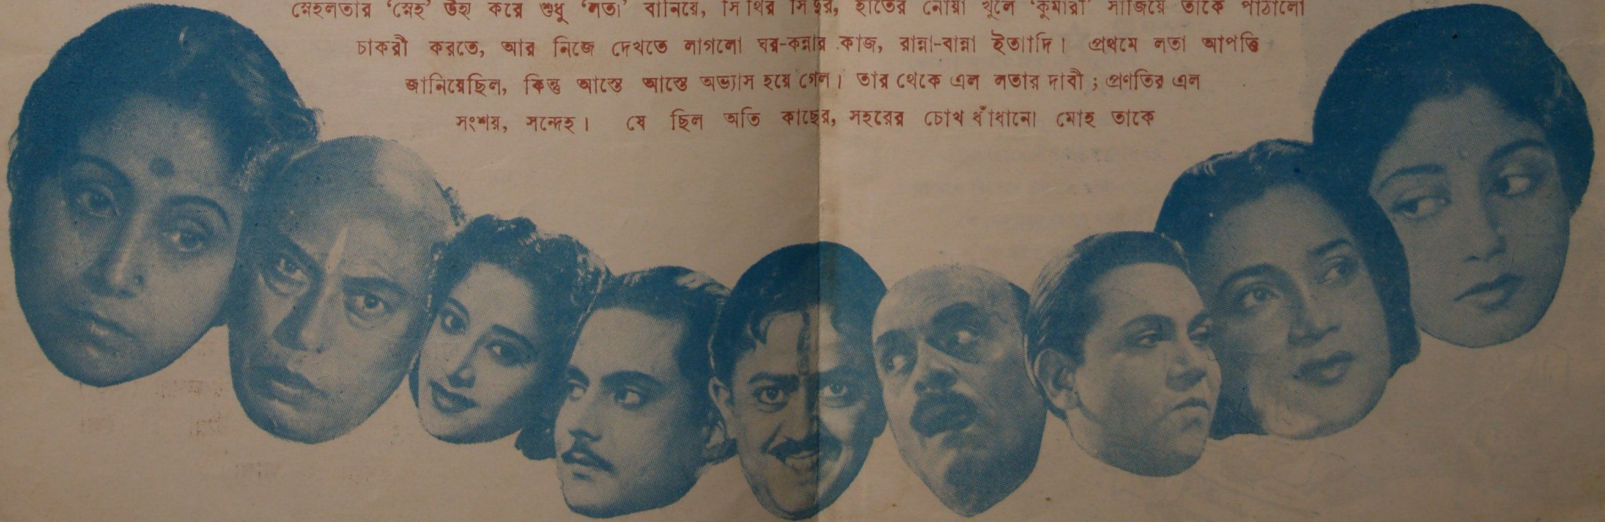 স্নেহলতার ‘স্নেহ’ উহ্য করে শুধু ‘লতা’ বানিয়ে, সিঁথির সিঁদুর, হাতের নোয়া খুলে ‘কুমারী’ সাজিয়ে তাকে পাঠালো
চাকরী করতে, আর নিজে দেখতে লাগলো ঘর-কন্নার কাজ, রান্না-বান্না ইত্যাদি। প্রথমে লতা আপত্তি
জানিয়েছিল, কিন্তু আস্তে আস্তে অভ্যাস হয়ে গেল। তার থেকে এল লতার দাবী ; প্রণতির এল
সংশয়, সন্দেহ। যে ছিল অতি কাছের, সহরের চোখ ধাঁধানো মোহ তাকে